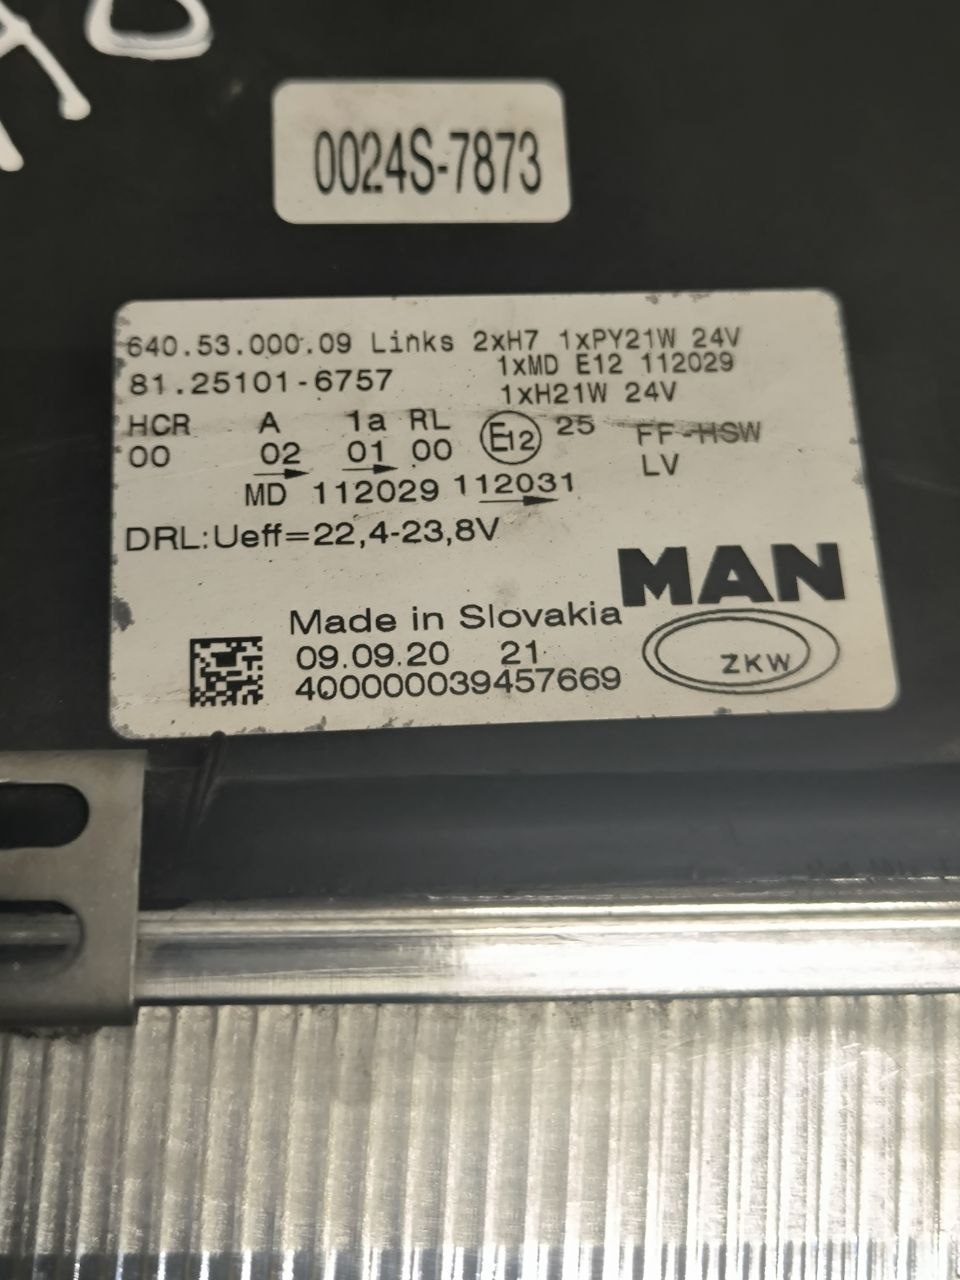 0024S-7873
640.53.000.09 Links 2xH7 1xPY21W 24V
81.25101-6757 1xMD E12 112029
1xH21W 24V
HCR A 1a RL E12 25 FF-HSW
00 02 01 00 LV
MD 112029 112031
DRL:Ueff=22,4-23,8V
MAN
Made in Slovakia
09.09.20 21
400000039457669
ZKW